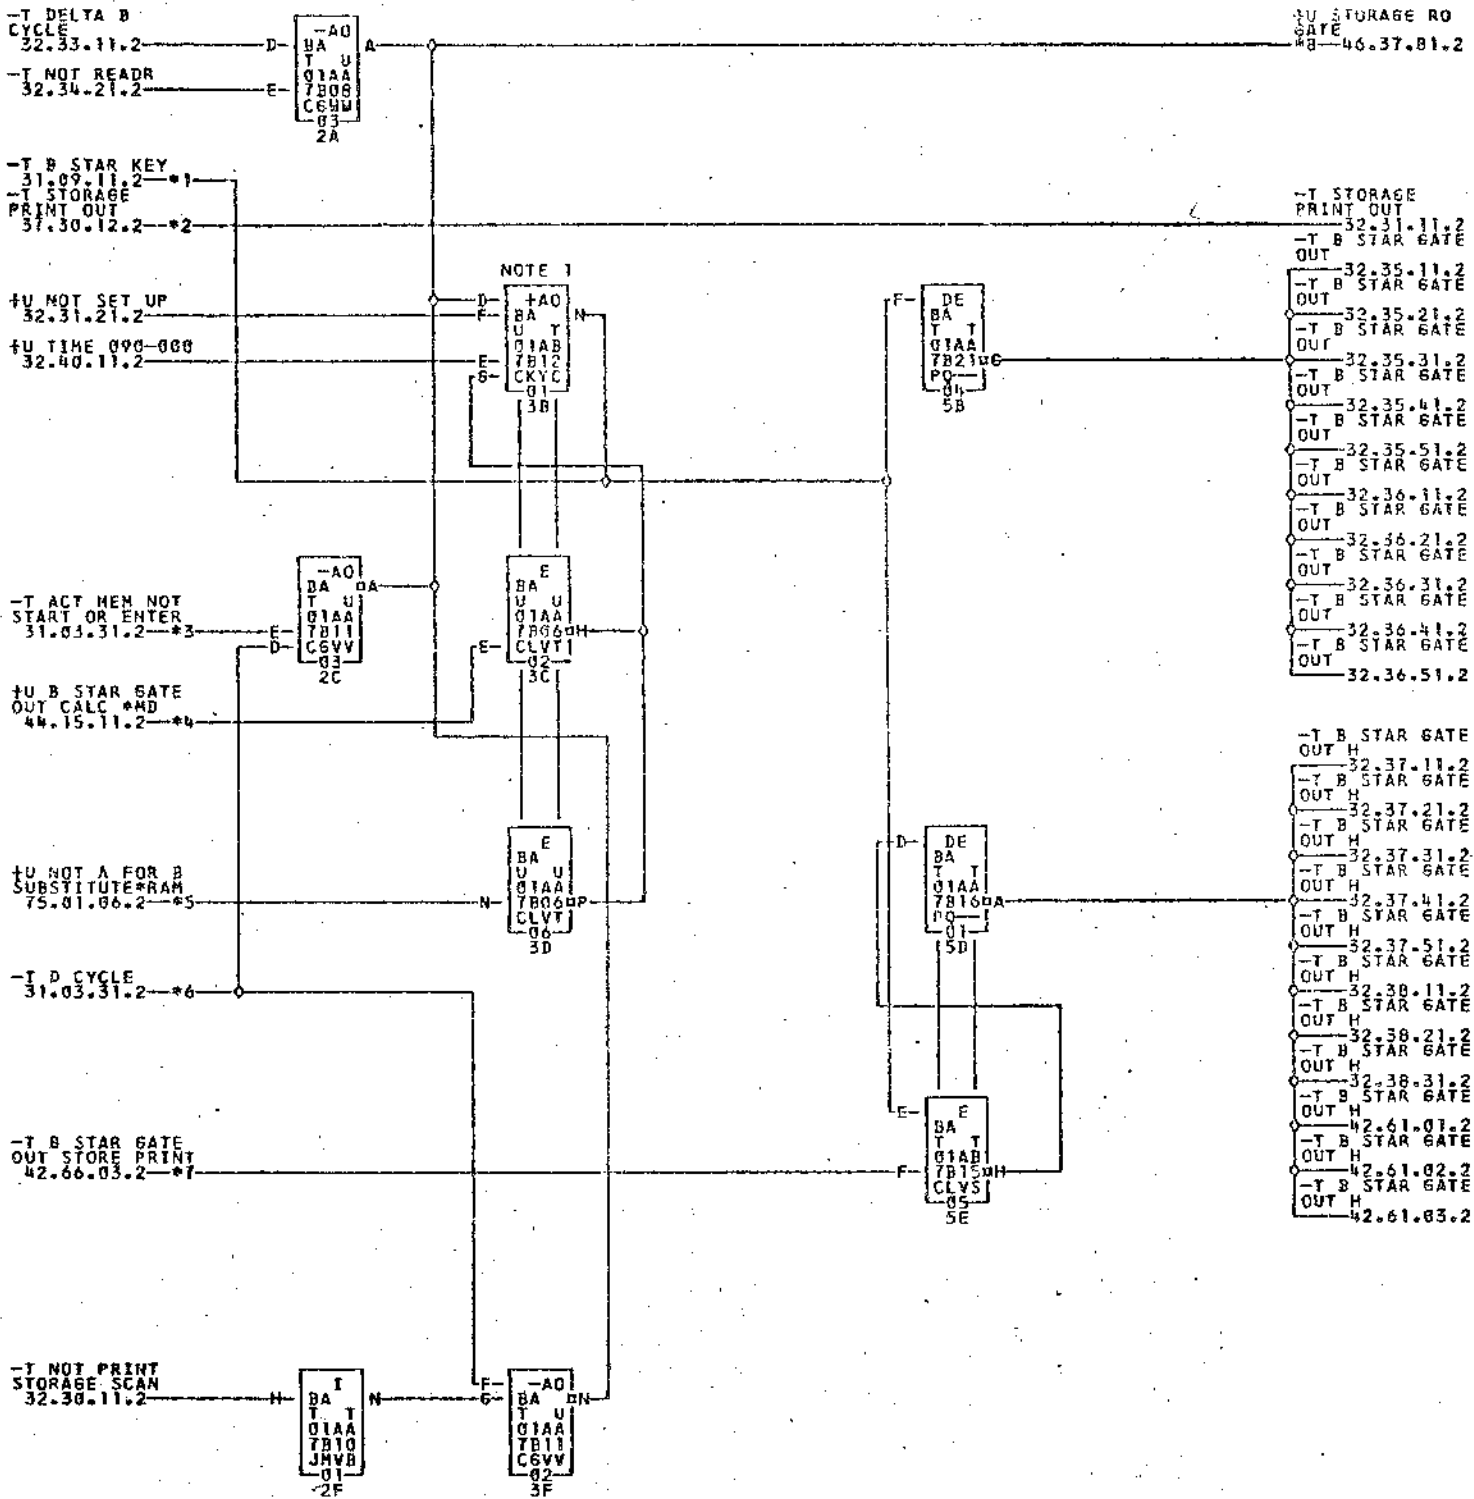 -T DELTA B
CYCLE
32.33.11.2
-T NOT READR
32.34.21.2
D
E
-AO
BA
T U
01AA
7B08
C6YW
03
2A
A
+U STORAGE RO
GATE
*8 46.37.81.2
-T B STAR KEY
31.09.11.2 *1
-T STORAGE
PRINT OUT
37.30.12.2 *2
+U NOT SET UP
32.31.21.2
+U TIME 090-000
32.40.11.2
NOTE 1
D
F
E
G
+AO
BA
U T
01AB
7B12
CKYC
01
3B
N
F
DE
BA
T T
01AA
7B21
PQ--
04
5B
G
-T STORAGE
PRINT OUT
32.31.11.2
-T B STAR GATE
OUT
32.35.11.2
-T B STAR GATE
OUT
32.35.21.2
-T B STAR GATE
OUT
32.35.31.2
-T B STAR GATE
OUT
32.35.41.2
-T B STAR GATE
OUT
32.35.51.2
-T B STAR GATE
OUT
32.36.11.2
-T B STAR GATE
OUT
32.36.21.2
-T B STAR GATE
OUT
32.36.31.2
-T B STAR GATE
OUT
32.36.41.2
-T B STAR GATE
OUT
32.36.51.2
-T ACT MEM NOT
START OR ENTER
31.03.31.2 *3
E
D
-AO
BA
T U
01AA
7B11
C6VV
03
2C
A
E
E
BA
U U
01AA
7B06
CLVT
02
3C
H
+U B STAR GATE
OUT CALC *MD
44.15.11.2 *4
+U NOT A FOR B
SUBSTITUTE*RAM
75.01.06.2 *5
N
E
BA
U U
01AA
7B06
CLVT
06
3D
P
D
DE
BA
T T
01AA
7B16
PQ--
01
5D
A
-T B STAR GATE
OUT H
32.37.11.2
-T B STAR GATE
OUT H
32.37.21.2
-T B STAR GATE
OUT H
32.37.31.2
-T B STAR GATE
OUT H
32.37.41.2
-T B STAR GATE
OUT H
32.37.51.2
-T B STAR GATE
OUT H
32.38.11.2
-T B STAR GATE
OUT H
32.38.21.2
-T B STAR GATE
OUT H
32.38.31.2
-T B STAR GATE
OUT H
42.61.01.2
-T B STAR GATE
OUT H
42.61.02.2
-T B STAR GATE
OUT H
42.61.03.2
-T D CYCLE
31.03.31.2 *6
-T B STAR GATE
OUT STORE PRINT
42.66.03.2 *7
E
F
E
BA
T T
01AB
7B15
CLVS
05
5E
H
-T NOT PRINT
STORAGE SCAN
32.30.11.2
H
I
BA
T T
01AA
7B10
JMVB
01
2F
N
F
G
-AO
BA
T U
01AA
7B11
C6VV
02
3F
N